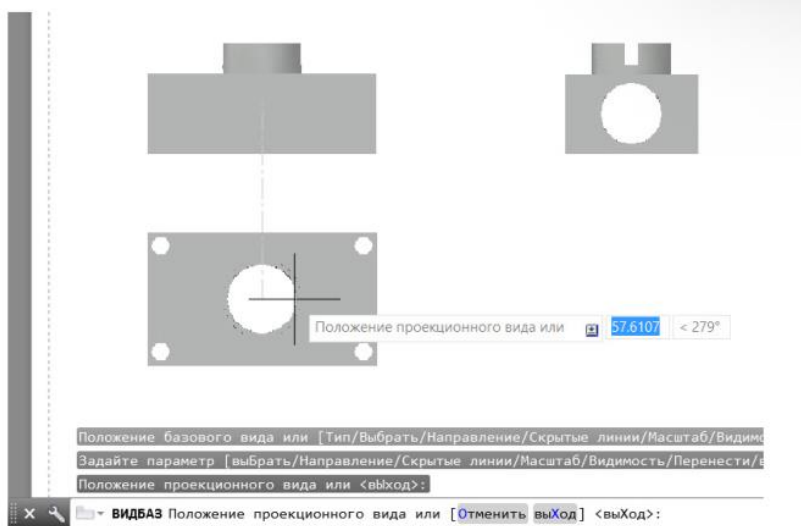 Положение проекционного вида или 57.6107 < 279°
Положение базового вида или [Тип/Выбрать/Направление/Скрытые линии/Масштаб/Видимо
Задайте параметр [выБрать/Направление/Скрытые линии/Масштаб/Видимость/Перенести/в
Положение проекционного вида или <вЫход>:
ВИДБАЗ Положение проекционного вида или [Отменить выХод] <выХод>: